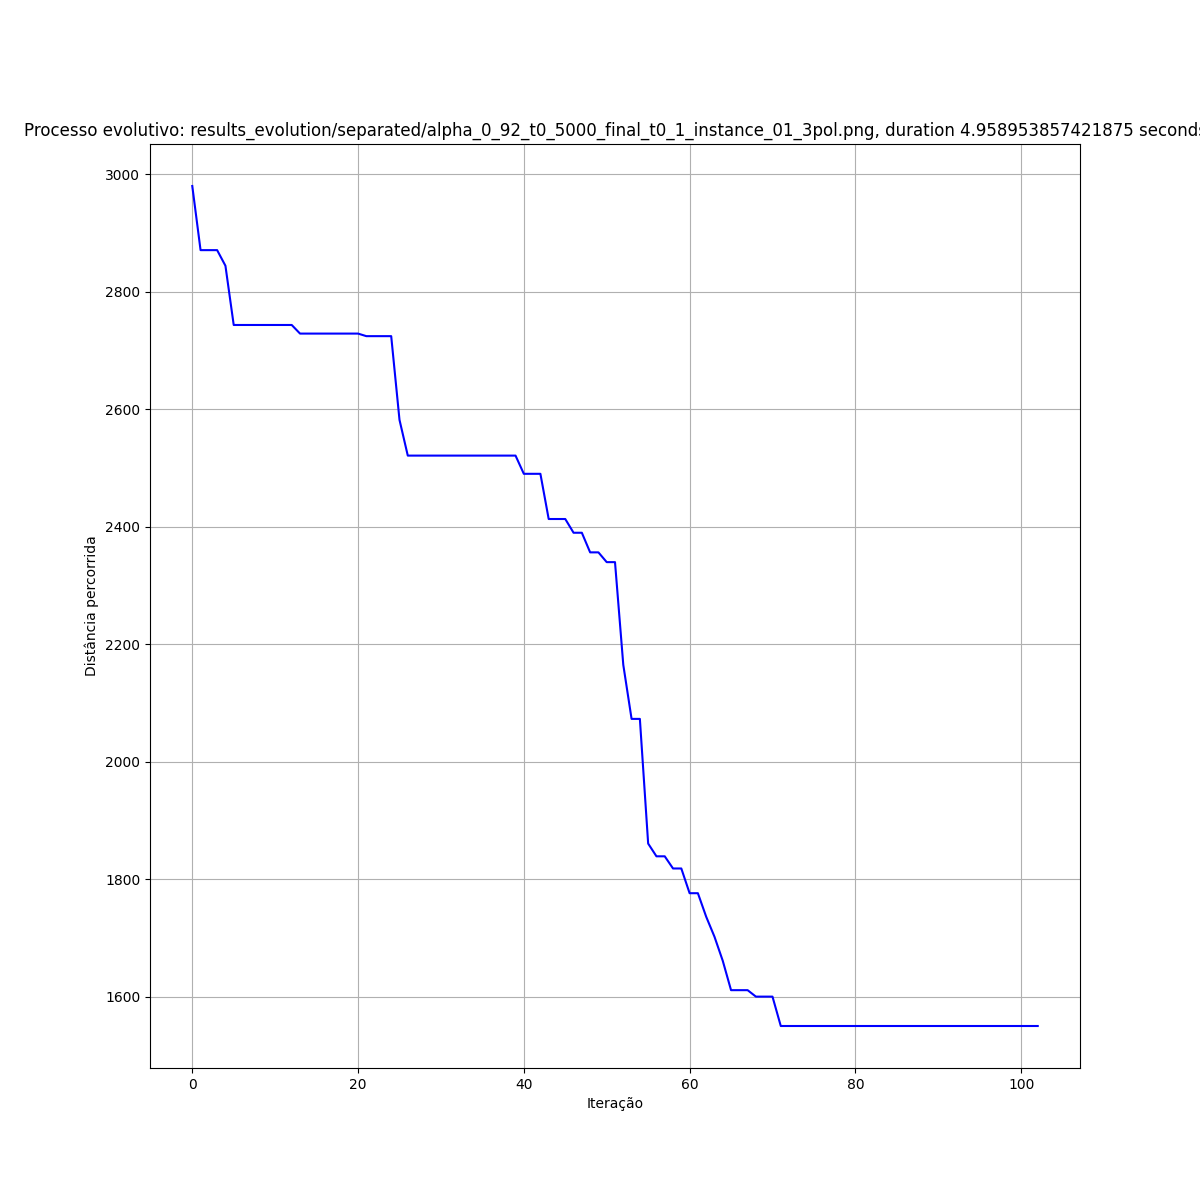 Processo evolutivo: results_evolution/separated/alpha_0_92_t0_5000_final_t0_1_instance_01_3pol.png, duration 4.958953857421875 seconds
3000
2800
2600
2400
2200
2000
1800
1600
Distância percorrida
0 20 40 60 80 100
Iteração